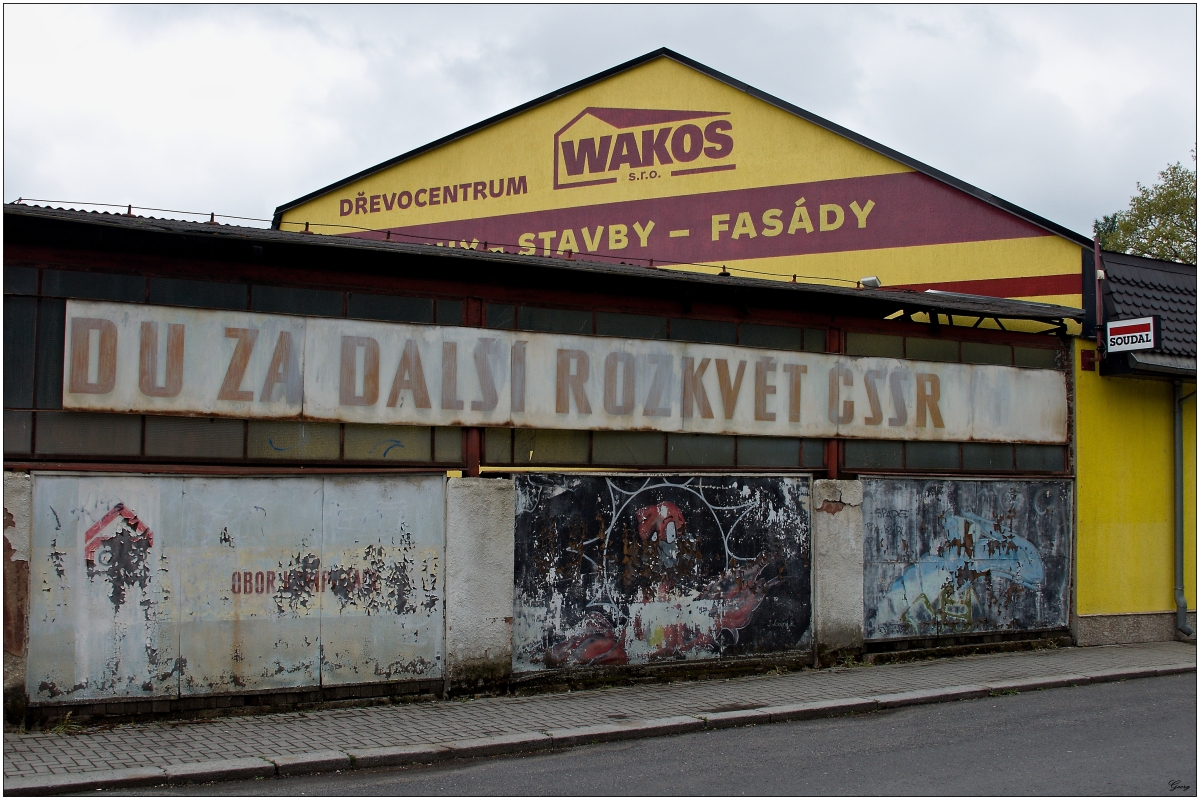 WAKOS
s.r.o.
DŘEVOCENTRUM
STAVBY – FASÁDY
SOUDAL
DU ZA DALŠÍ ROZKVĚT ČSSR
OBOR